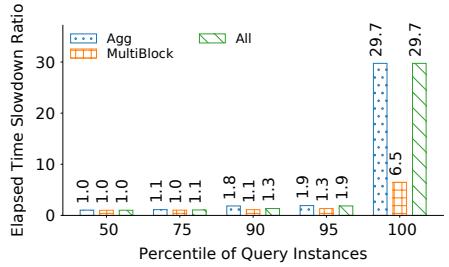 Elapsed Time Slowdown Ratio
Agg
MultiBlock
All
30
20
10
0
1.0 1.0 1.0
1.1 1.0 1.1
1.8 1.1 1.3
1.9 1.3 1.9
29.7 6.5 29.7
50 75 90 95 100
Percentile of Query Instances